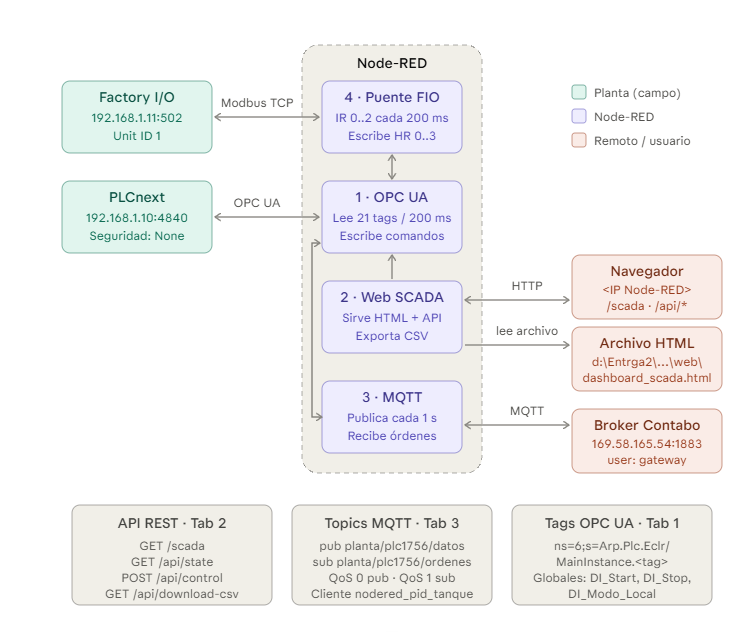 Node-RED
Factory I/O
192.168.1.11:502
Unit ID 1
Modbus TCP
4 · Puente FIO
IR 0..2 cada 200 ms
Escribe HR 0..3
Planta (campo)
Node-RED
Remoto / usuario
PLCnext
192.168.1.10:4840
Seguridad: None
OPC UA
1 · OPC UA
Lee 21 tags / 200 ms
Escribe comandos
2 · Web SCADA
Sirve HTML + API
Exporta CSV
HTTP
Navegador
<IP Node-RED>
/scada · /api/*
lee archivo
Archivo HTML
d:\Entrga2\...\web\
dashboard_scada.html
3 · MQTT
Publica cada 1 s
Recibe órdenes
MQTT
Broker Contabo
169.58.165.54:1883
user: gateway
API REST · Tab 2
GET /scada
GET /api/state
POST /api/control
GET /api/download-csv
Topics MQTT · Tab 3
pub planta/plc1756/datos
sub planta/plc1756/ordenes
QoS 0 pub · QoS 1 sub
Cliente nodered_pid_tanque
Tags OPC UA · Tab 1
ns=6;s=Arp.Plc.Eclr/
MainInstance.<tag>
Globales: DI_Start, DI_Stop,
DI_Modo_Local